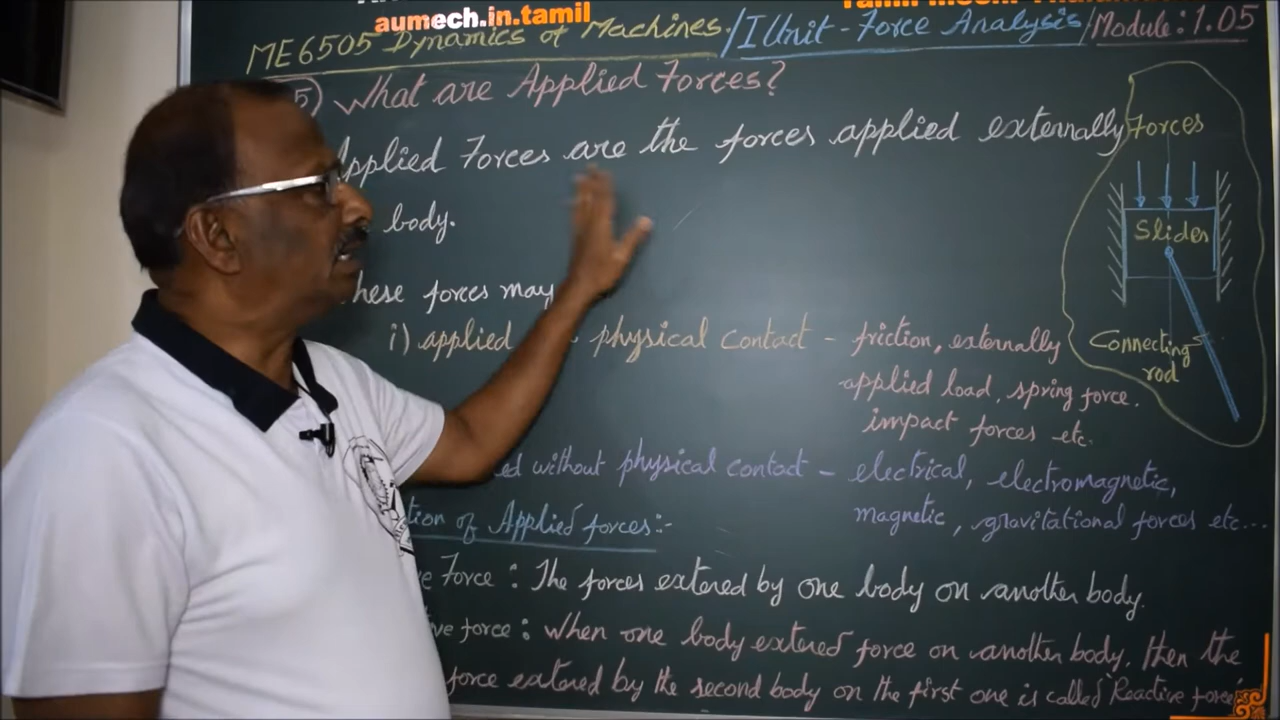 aumech.in.tamil
ME6505 Dynamics of Machines/I Unit - Force Analysis/Module: 1.05
5) What are Applied Forces?
Applied Forces are the forces applied externally
body.
These forces may
i) applied physical contact - friction, externally
applied load, spring force.
impact forces etc.
without physical contact - electrical, electromagnetic,
magnetic, gravitational forces etc...
of Applied forces:-
Force: The forces extered by one body on another body.
force: When one body extered force on another body, then the
force extered by the second body on the first one is called 'Reactive force'
Forces
Slider
Connecting
rod